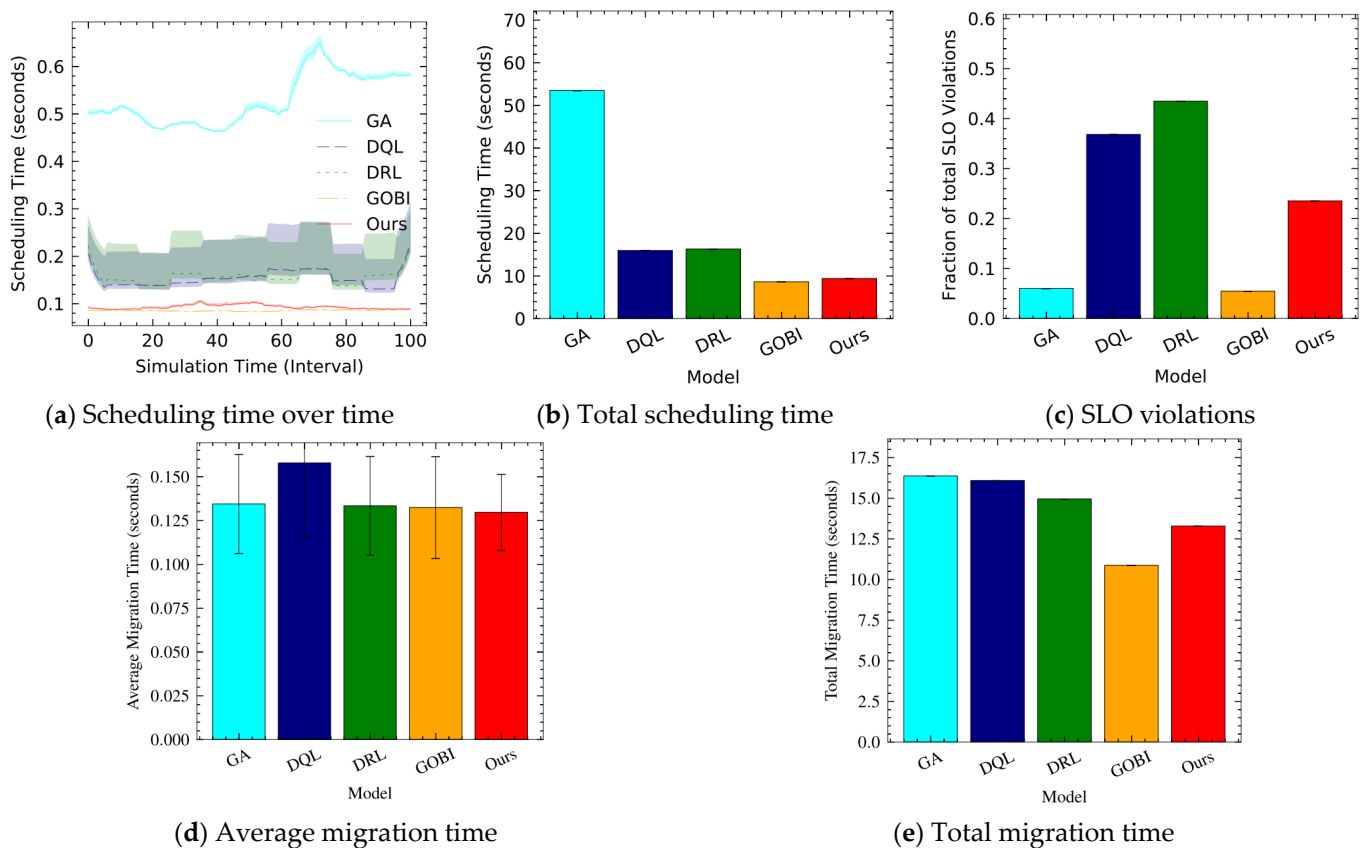 Scheduling Time (seconds)
0.6
0.5
0.4
0.3
0.2
0.1
GA
DQL
DRL
GOBI
Ours
0 20 40 60 80 100
Simulation Time (Interval)
(a) Scheduling time over time
Scheduling Time (seconds)
70
60
50
40
30
20
10
0
GA DQL DRL GOBI Ours
Model
(b) Total scheduling time
Fraction of total SLO Violations
0.6
0.5
0.4
0.3
0.2
0.1
0.0
GA DQL DRL GOBI Ours
Model
(c) SLO violations
Average Migration Time (seconds)
0.150
0.125
0.100
0.075
0.050
0.025
0.000
GA DQL DRL GOBI Ours
Model
(d) Average migration time
Total Migration Time (seconds)
17.5
15.0
12.5
10.0
7.5
5.0
2.5
0.0
GA DQL DRL GOBI Ours
Model
(e) Total migration time